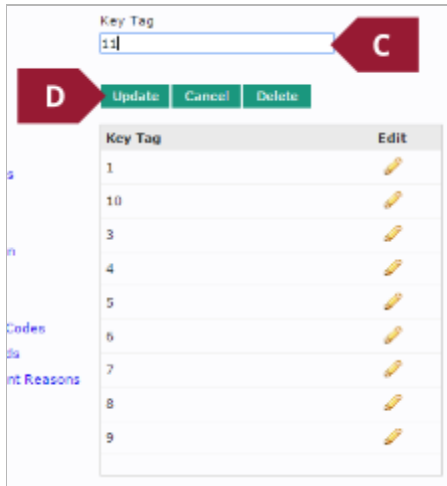 Key Tag
11
C
D
Update Cancel Delete
Key Tag Edit
1
s
10
3
n
4
5
Codes
6
ds
7
nt Reasons
8
9